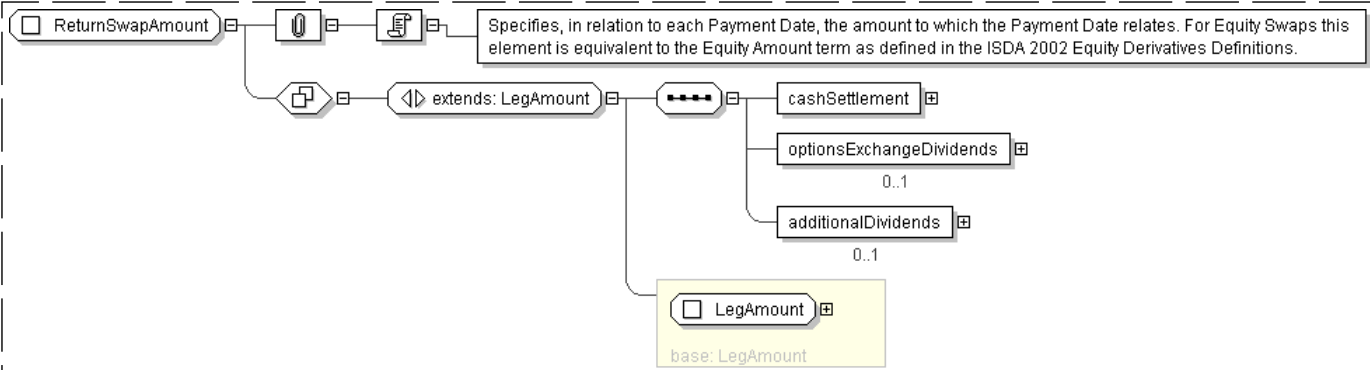 ReturnSwapAmount
Specifies, in relation to each Payment Date, the amount to which the Payment Date relates. For Equity Swaps this
element is equivalent to the Equity Amount term as defined in the ISDA 2002 Equity Derivatives Definitions.
extends: LegAmount
cashSettlement
optionsExchangeDividends
0..1
additionalDividends
0..1
LegAmount
base: LegAmount